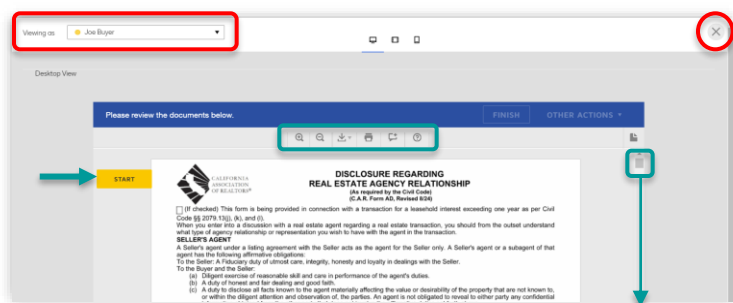 Viewing as Joe Buyer
Desktop View
Please review the documents below. FINISH OTHER ACTIONS
START
CALIFORNIA
ASSOCIATION
OF REALTORS®
DISCLOSURE REGARDING
REAL ESTATE AGENCY RELATIONSHIP
(As required by the Civil Code)
(C.A.R. Form AD, Revised 8/24)
(If checked) This form is being provided in connection with a transaction for a leasehold interest exceeding one year as per Civil
Code §§ 2079.13(j), (k), and (l).
When you enter into a discussion with a real estate agent regarding a real estate transaction, you should from the outset understand
what type of agency relationship or representation you wish to have with the agent in the transaction.
SELLER'S AGENT
A Seller's agent under a listing agreement with the Seller acts as the agent for the Seller only. A Seller's agent or a subagent of that
agent has the following affirmative obligations:
To the Seller: A Fiduciary duty of utmost care, integrity, honesty and loyalty in dealings with the Seller.
To the Buyer and the Seller:
(a) Diligent exercise of reasonable skill and care in performance of the agent's duties.
(b) A duty of honest and fair dealing and good faith.
(c) A duty to disclose all facts known to the agent materially affecting the value or desirability of the property that are not known to,
or within the diligent attention and observation of, the parties. An agent is not obligated to reveal to either party any confidential